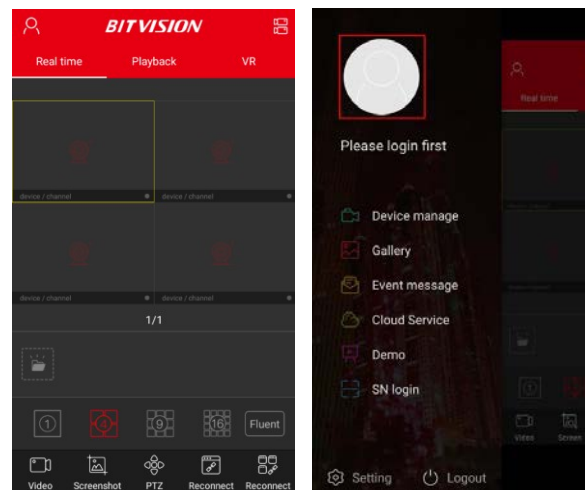 BITVISION
Real time Playback VR
device / channel device / channel
device / channel device / channel
1/1
1 4 9 16 Fluent
Video Screenshot PTZ Reconnect Reconnect
Please login first
Device manage
Gallery
Event message
Cloud Service
Demo
SN login
Setting Logout
Real time
1
Video Screen